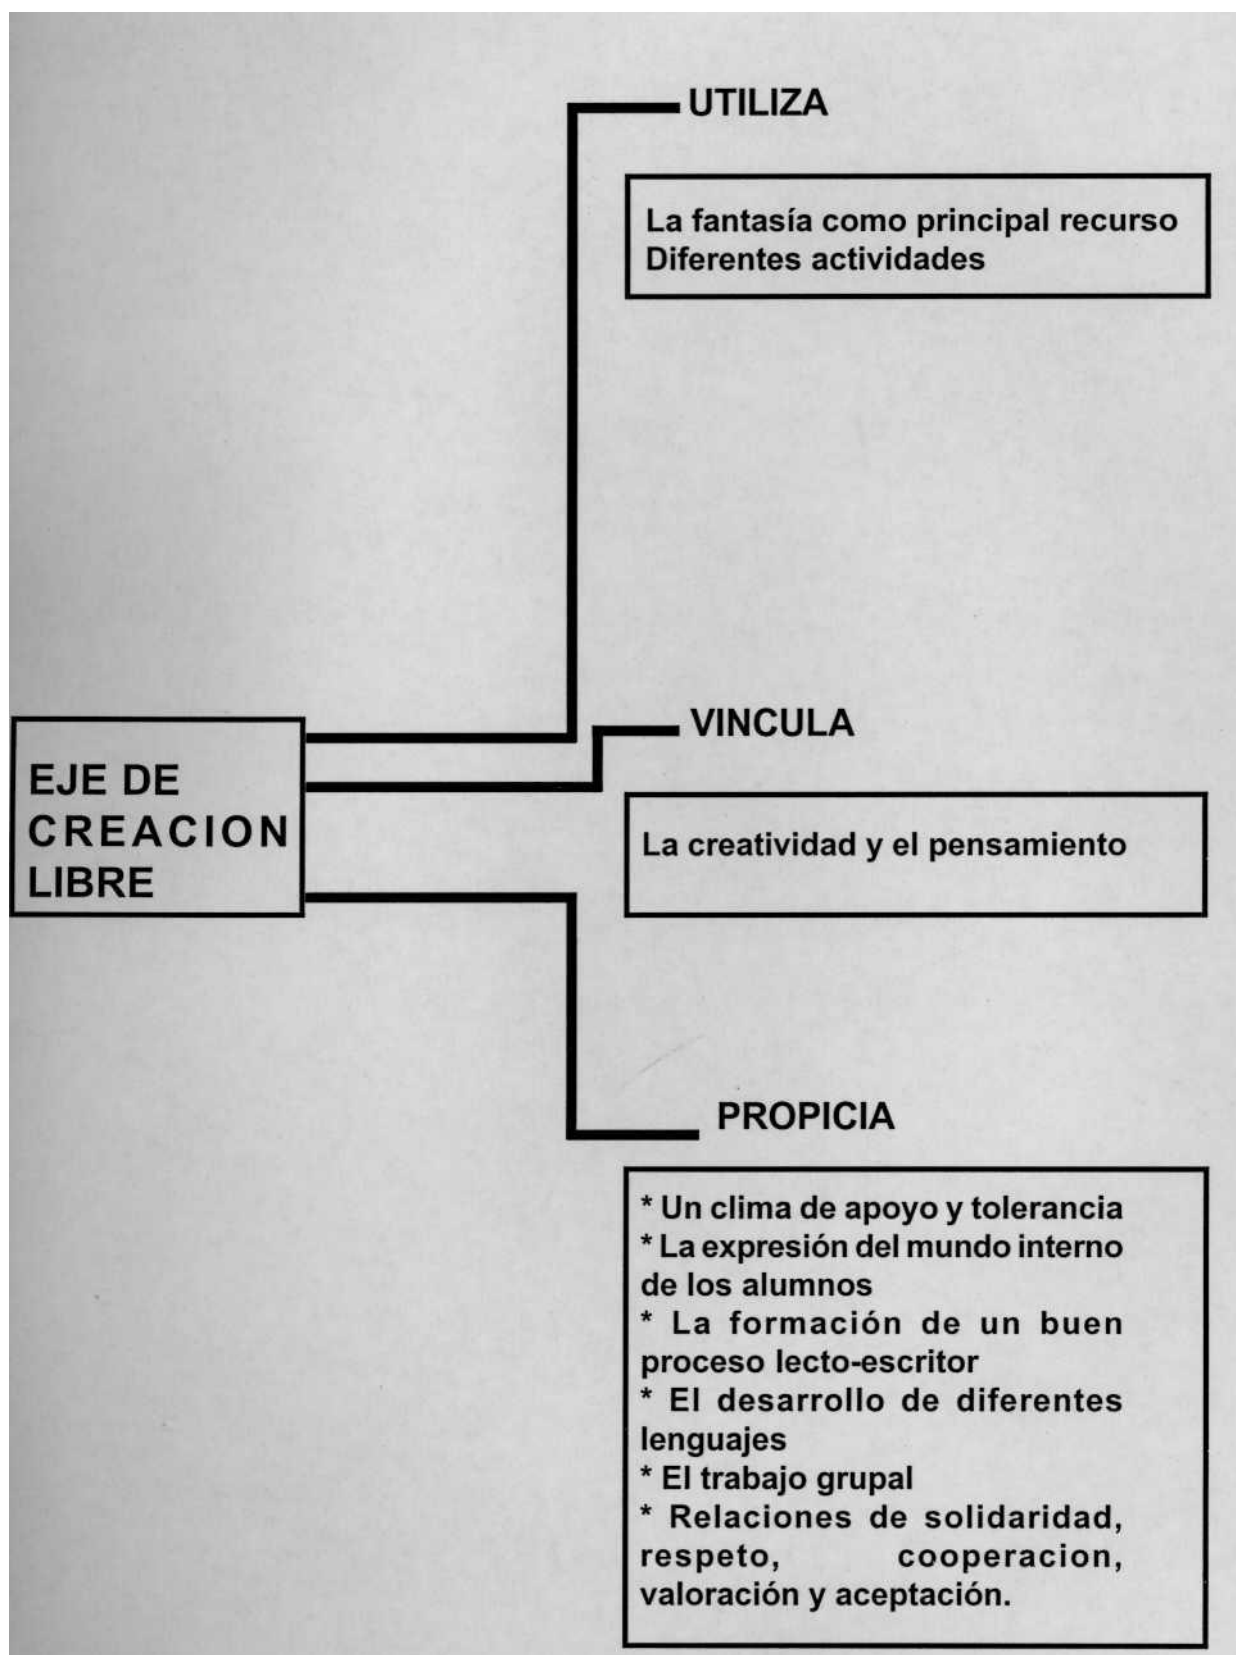 UTILIZA
La fantasía como principal recurso
Diferentes actividades
EJE DE
CREACION
LIBRE
VINCULA
La creatividad y el pensamiento
PROPICIA
* Un clima de apoyo y tolerancia
* La expresión del mundo interno
de los alumnos
* La formación de un buen
proceso lecto-escritor
* El desarrollo de diferentes
lenguajes
* El trabajo grupal
* Relaciones de solidaridad,
respeto, cooperacion,
valoración y aceptación.